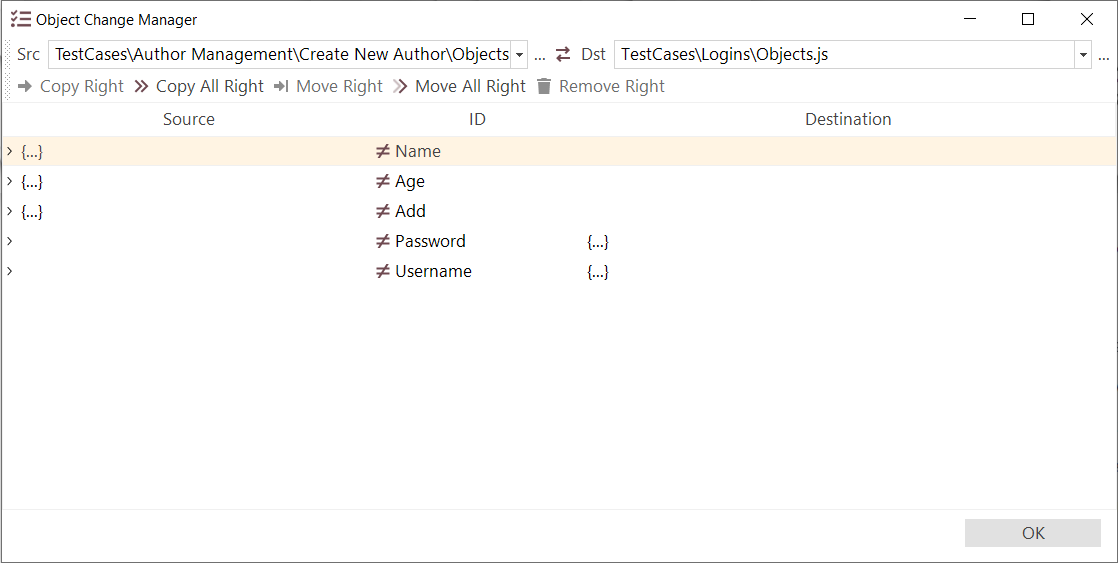 Object Change Manager
Src TestCases\Author Management\Create New Author\Objects ... Dst TestCases\Logins\Objects.js ...
Copy Right Copy All Right Move Right Move All Right Remove Right
Source ID Destination
{...} ≠ Name
{...} ≠ Age
{...} ≠ Add
≠ Password {...}
≠ Username {...}
OK